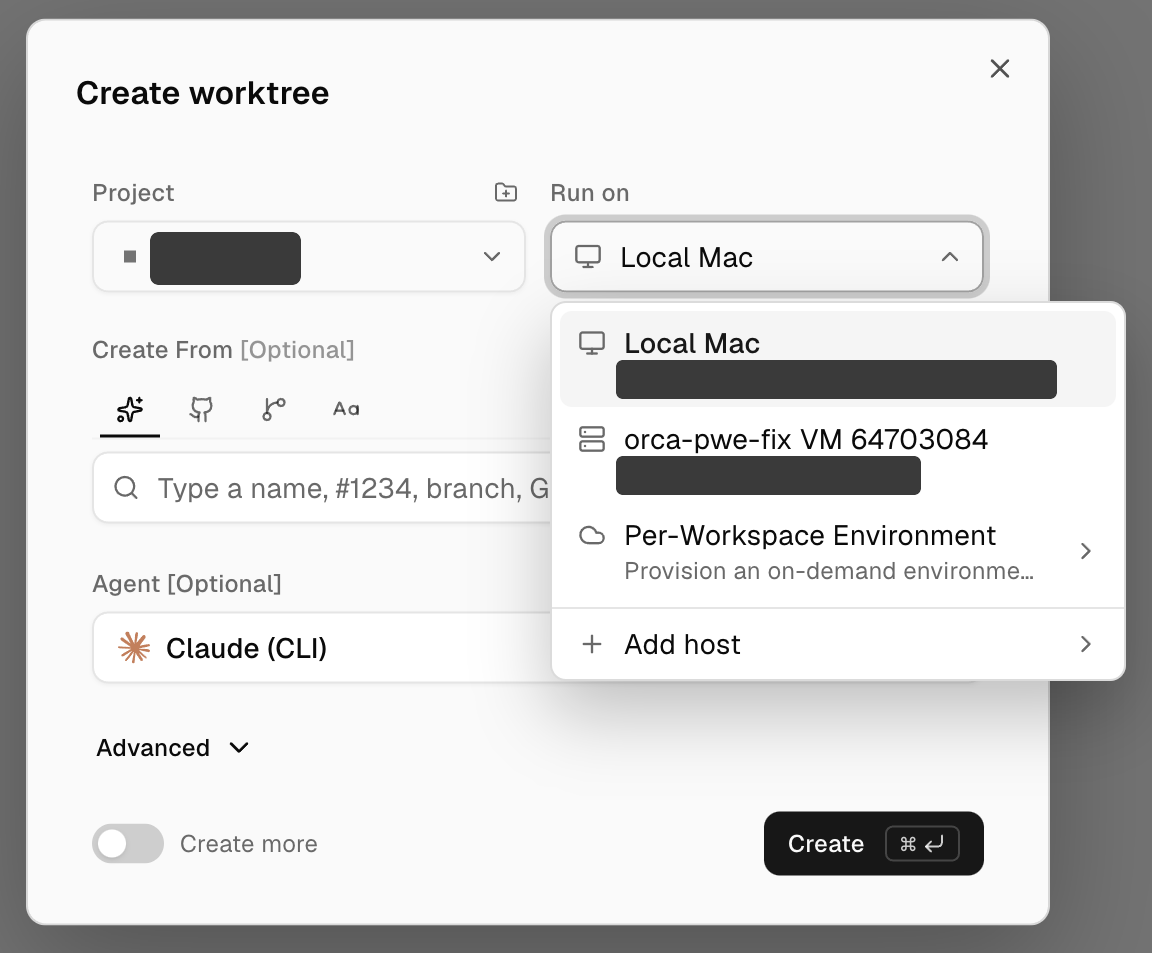 Create worktree
Project
Run on
Local Mac
Local Mac
orca-pwe-fix VM 64703084
Per-Workspace Environment
Provision an on-demand environme…
Add host
Create From [Optional]
Aa
Type a name, #1234, branch, G
Agent [Optional]
Claude (CLI)
Advanced
Create more
Create ⌘ ↵